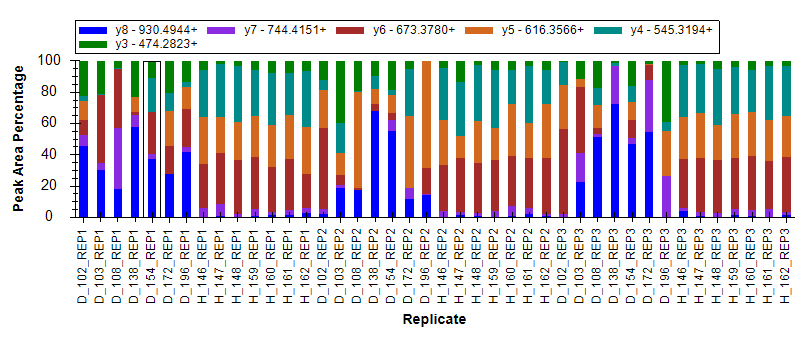 y8 - 930.4944+ y7 - 744.4151+ y6 - 673.3780+ y5 - 616.3566+ y4 - 545.3194+
y3 - 474.2823+
Peak Area Percentage
100
80
60
40
20
0
D_102_REP1
D_103_REP1
D_108_REP1
D_138_REP1
D_154_REP1
D_172_REP1
D_196_REP1
H_146_REP1
H_147_REP1
H_148_REP1
H_159_REP1
H_160_REP1
H_161_REP1
H_162_REP1
D_102_REP2
D_103_REP2
D_108_REP2
D_138_REP2
D_154_REP2
D_172_REP2
D_196_REP2
H_146_REP2
H_147_REP2
H_148_REP2
H_159_REP2
H_160_REP2
H_161_REP2
H_162_REP2
D_102_REP3
D_103_REP3
D_108_REP3
D_138_REP3
D_154_REP3
D_172_REP3
D_196_REP3
H_146_REP3
H_147_REP3
H_148_REP3
H_159_REP3
H_160_REP3
H_161_REP3
H_162_REP3
Replicate